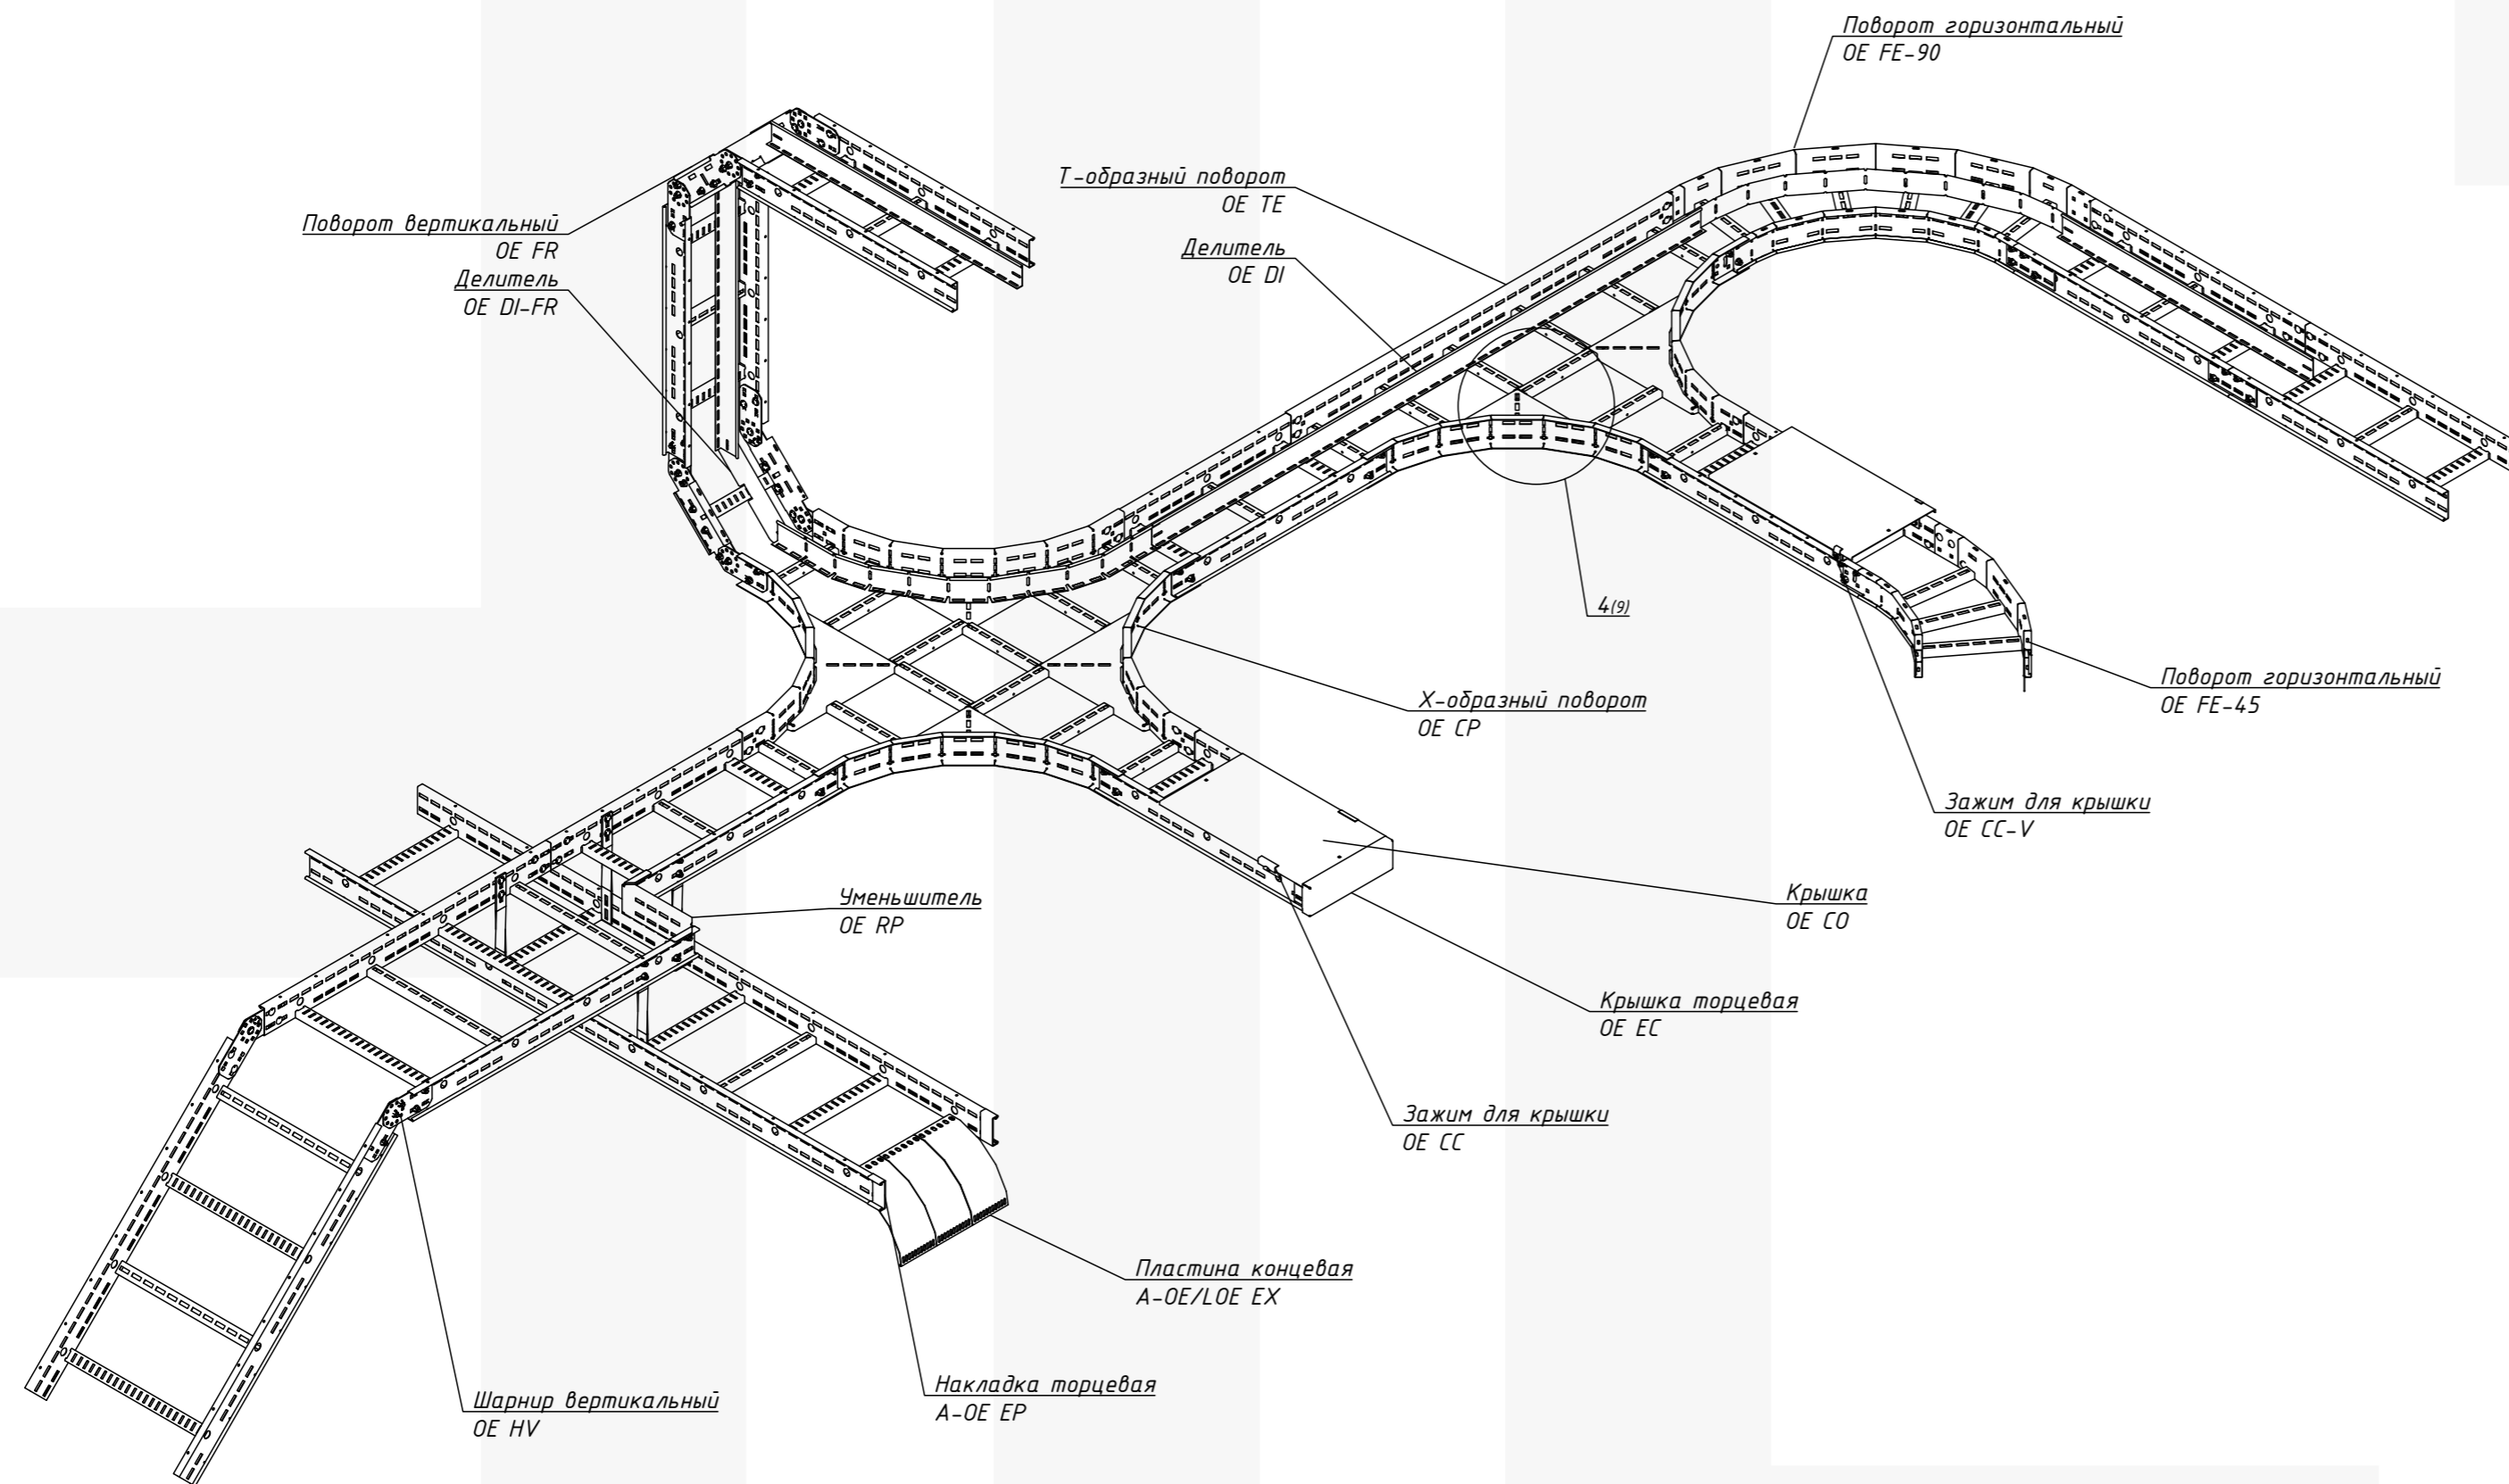 Поворот горизонтальный
OE FE-90
Т-образный поворот
OE TE
Поворот вертикальный
OE FR
Делитель
OE DI
Делитель
OE DI-FR
4(9)
Поворот горизонтальный
OE FE-45
Х-образный поворот
OE CP
Зажим для крышки
OE CC-V
Уменьшитель
OE RP
Крышка
OE CO
Крышка торцевая
OE EC
Зажим для крышки
OE CC
Пластина концевая
A-OE/LOE EX
Накладка торцевая
A-OE EP
Шарнир вертикальный
OE HV